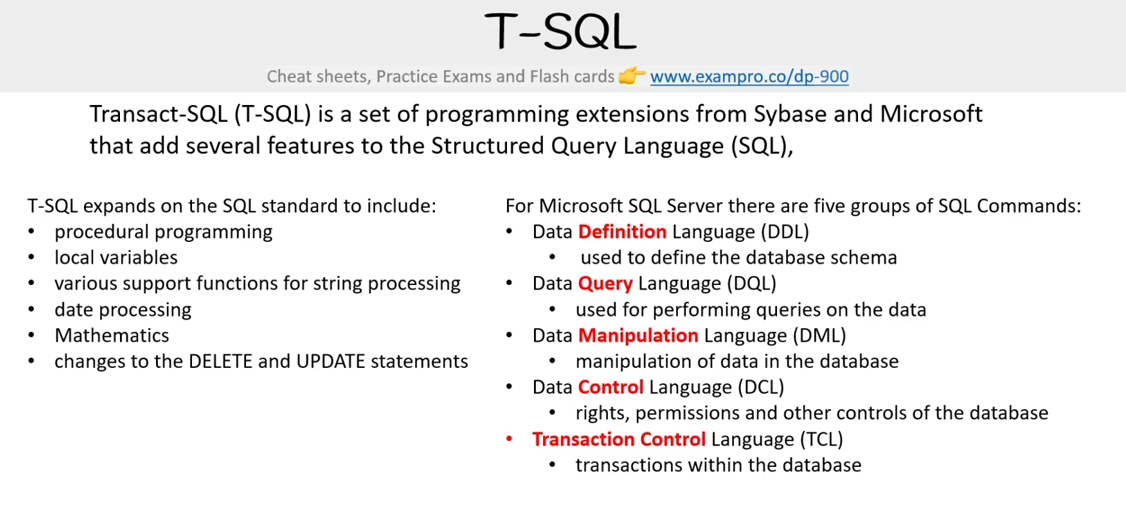 T-SQL
Cheat sheets, Practice Exams and Flash cards 👉 www.exampro.co/dp-900
Transact-SQL (T-SQL) is a set of programming extensions from Sybase and Microsoft
that add several features to the Structured Query Language (SQL),
T-SQL expands on the SQL standard to include:
• procedural programming
• local variables
• various support functions for string processing
• date processing
• Mathematics
• changes to the DELETE and UPDATE statements
For Microsoft SQL Server there are five groups of SQL Commands:
• Data Definition Language (DDL)
• used to define the database schema
• Data Query Language (DQL)
• used for performing queries on the data
• Data Manipulation Language (DML)
• manipulation of data in the database
• Data Control Language (DCL)
• rights, permissions and other controls of the database
• Transaction Control Language (TCL)
• transactions within the database